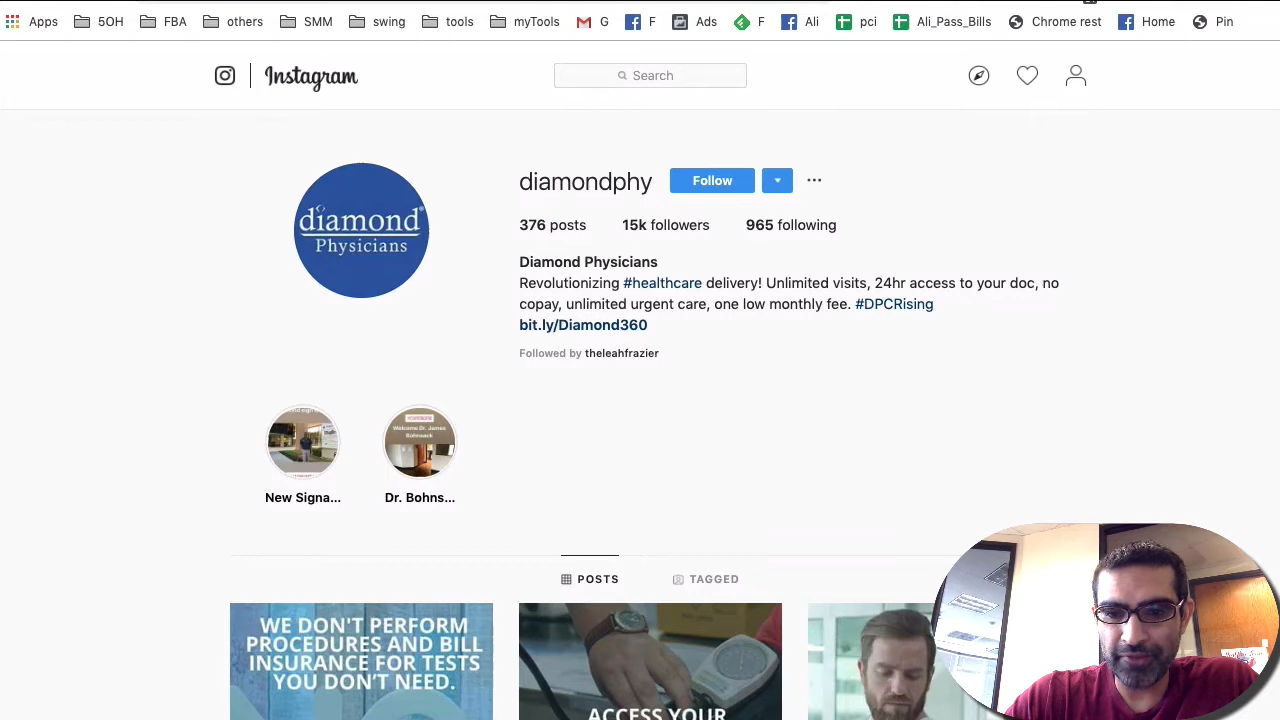 Apps 5OH FBA others SMM swing tools myTools G F Ads F Ali pci Ali_Pass_Bills Chrome rest Home Pin
Instagram Search
diamond®
Physicians
diamondphy Follow
376 posts 15k followers 965 following
Diamond Physicians
Revolutionizing #healthcare delivery! Unlimited visits, 24hr access to your doc, no
copay, unlimited urgent care, one low monthly fee. #DPCRising
bit.ly/Diamond360
Followed by theleahfrazier
Welcome Dr. James
New Signa... Dr. Bohns...
POSTS TAGGED
WE DON'T PERFORM
PROCEDURES AND BILL
INSURANCE FOR TESTS
YOU DON'T NEED.
ACCESS YOUR